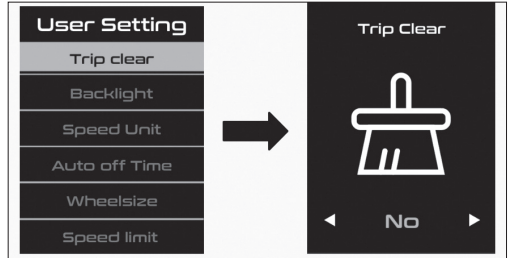 User Setting
Trip clear
Backlight
Speed Unit
Auto off Time
Wheelsize
Speed limit
Trip Clear
No